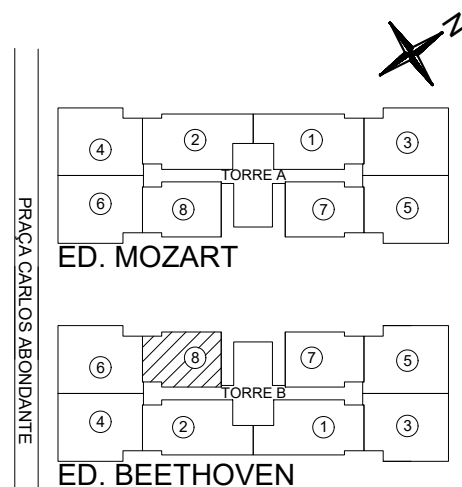 N
2
1
4
3
TORRE A
6
8
7
5
ED. MOZART
PRAÇA CARLOS ABONDANTE
6
8
7
5
TORRE B
4
2
1
3
ED. BEETHOVEN